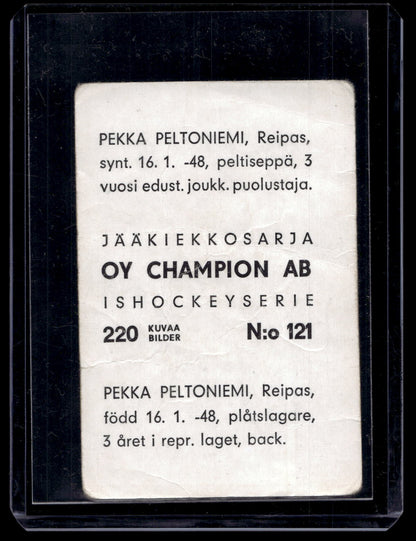 PEKKA PELTONIEMI, Reipas,
synt. 16. 1. -48, peltiseppä, 3
vuosi edust. joukk. puolustaja.
JÄÄKIEKKOSARJA
OY CHAMPION AB
ISHOCKEYSERIE
220 KUVAA BILDER N:o 121
PEKKA PELTONIEMI, Reipas,
född 16. 1. -48, plåtslagare,
3 året i repr. laget, back.